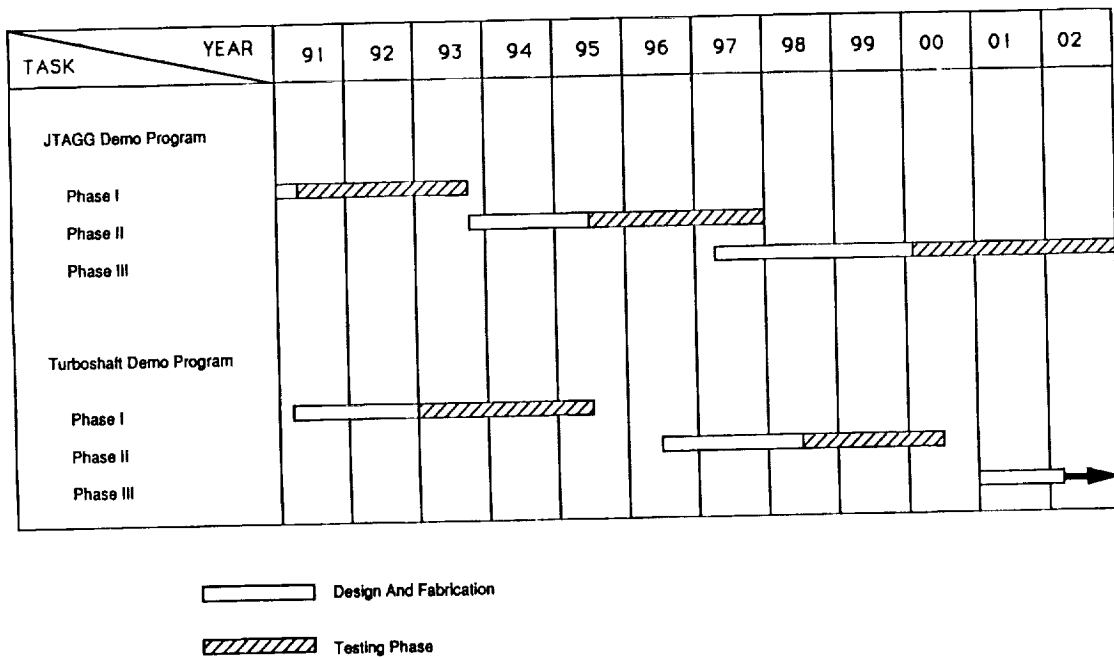 YEAR
TASK
91 92 93 94 95 96 97 98 99 00 01 02
JTAGG Demo Program
Phase I
Phase II
Phase III
Turboshaft Demo Program
Phase I
Phase II
Phase III
Design And Fabrication
Testing Phase